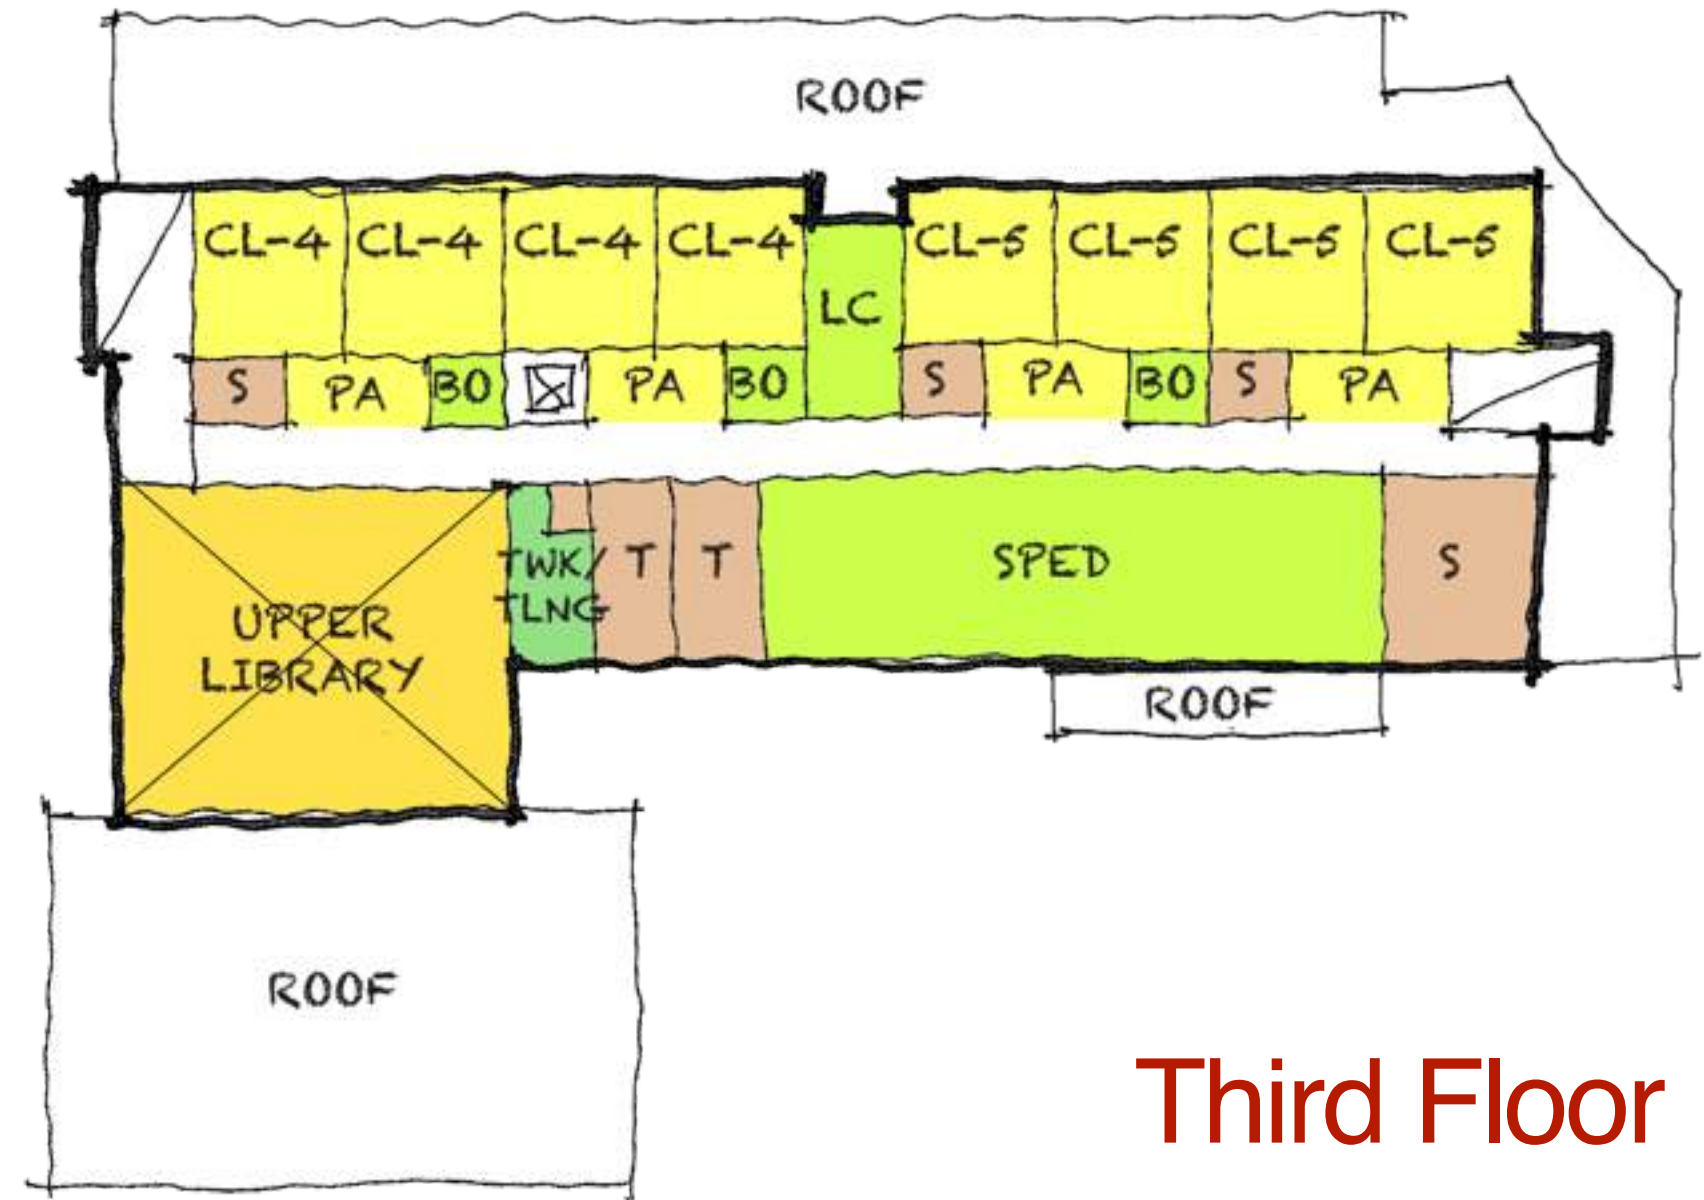 ROOF
CL-4 CL-4 CL-4 CL-4 CL-5 CL-5 CL-5 CL-5
LC
S PA BO PA BO S PA BO S PA
TWK/ T T SPED S
TLNG
UPPER
LIBRARY
ROOF
ROOF
Third Floor